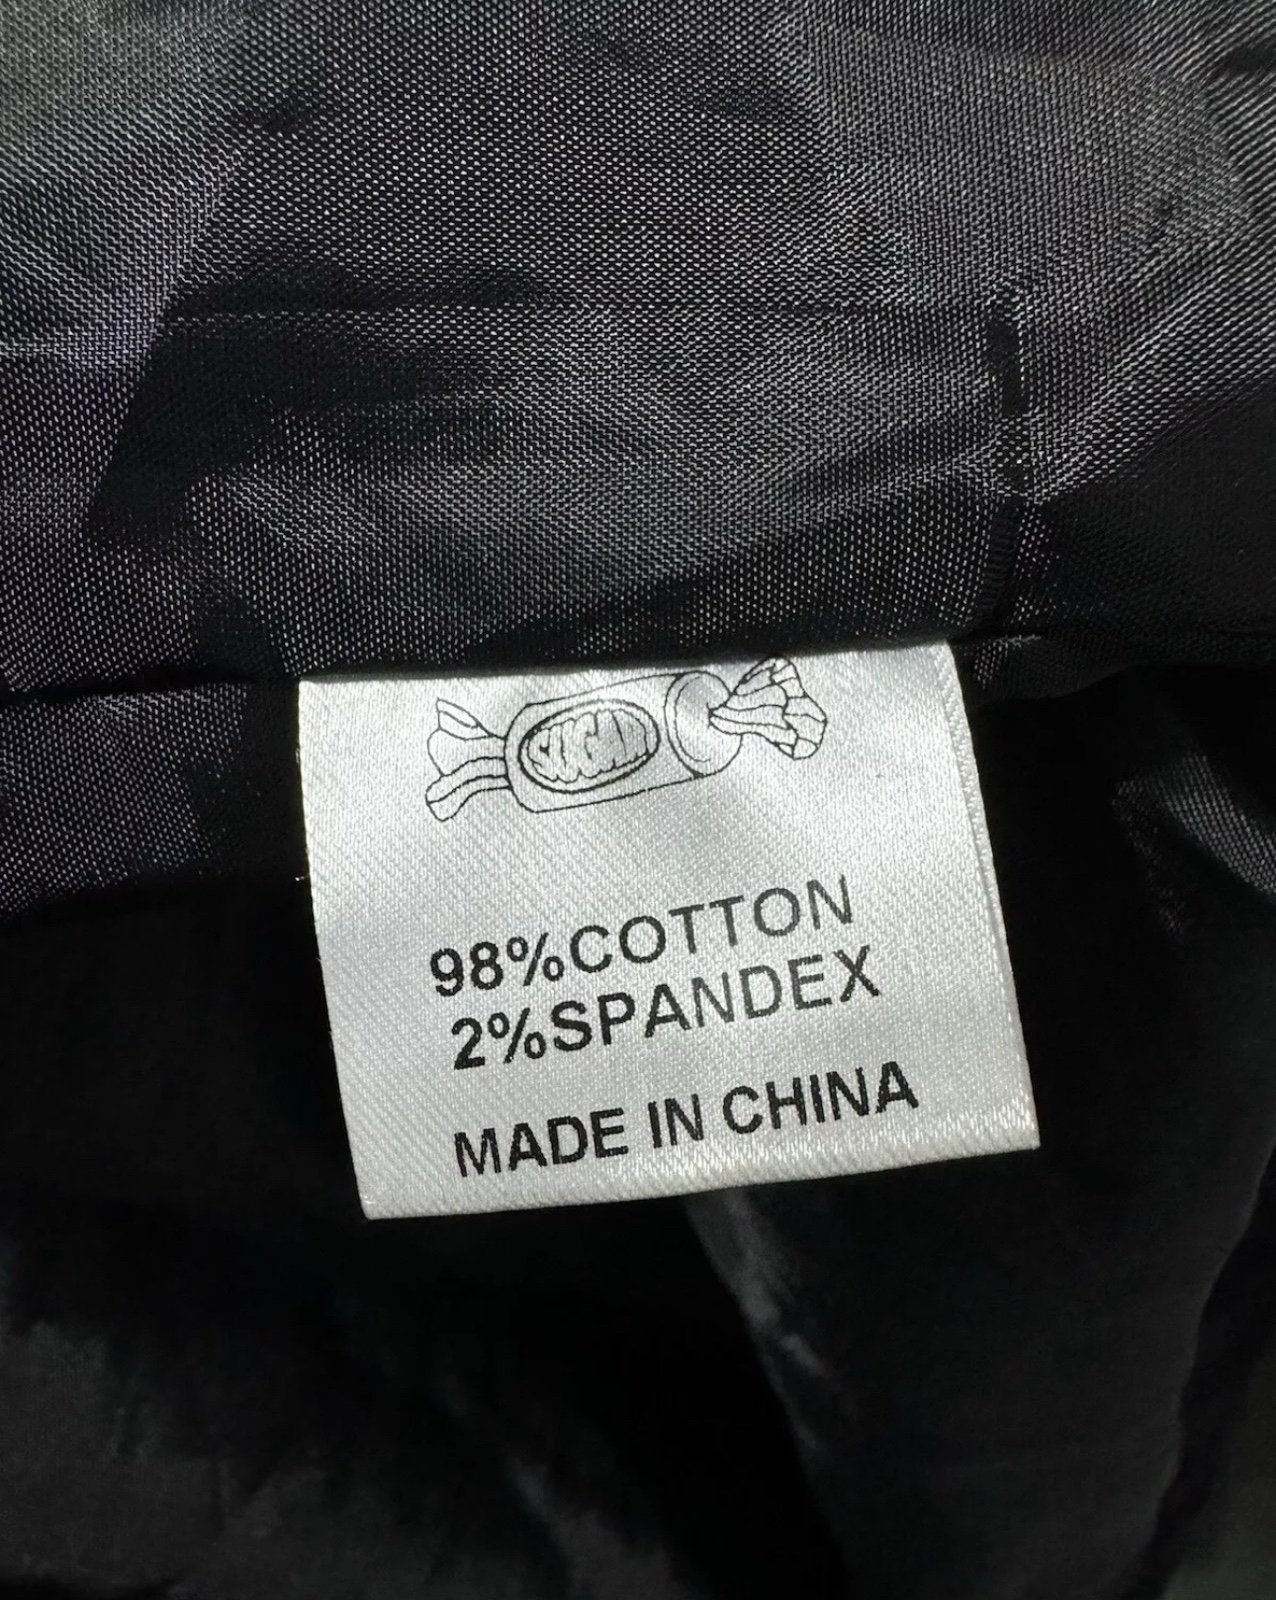 SUGAR
98%COTTON
2%SPANDEX
MADE IN CHINA